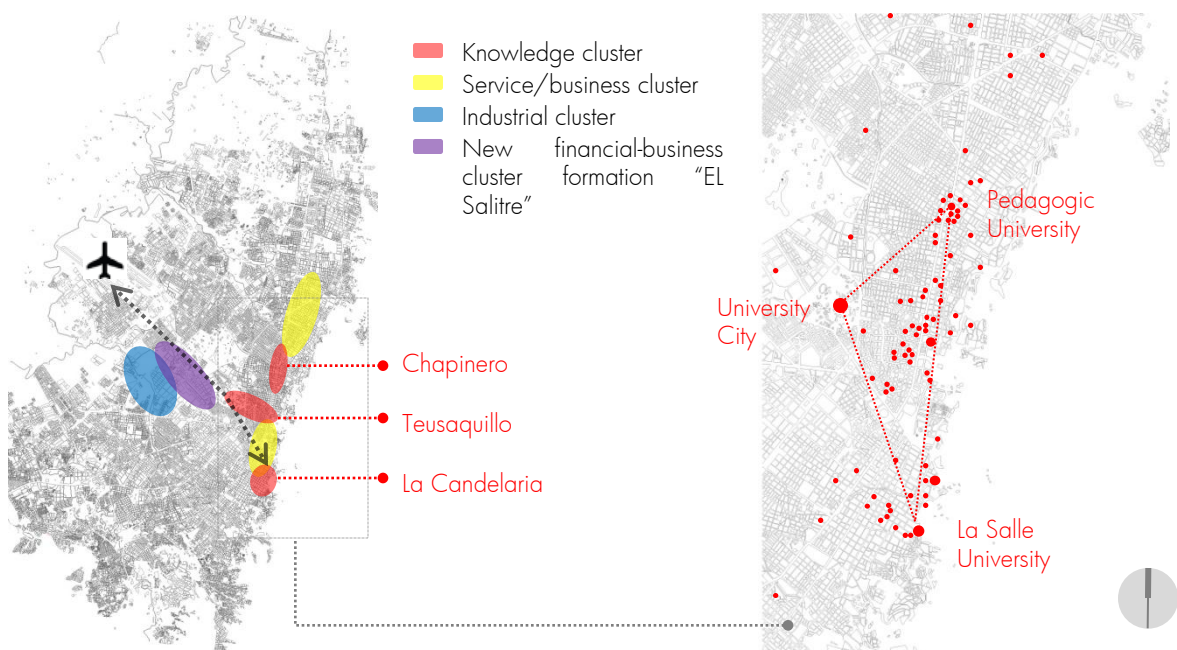 Knowledge cluster
Service/business cluster
Industrial cluster
New financial-business
cluster formation “EL
Salitre”
Chapinero
Teusaquillo
La Candelaria
Pedagogic
University
University
City
La Salle
University